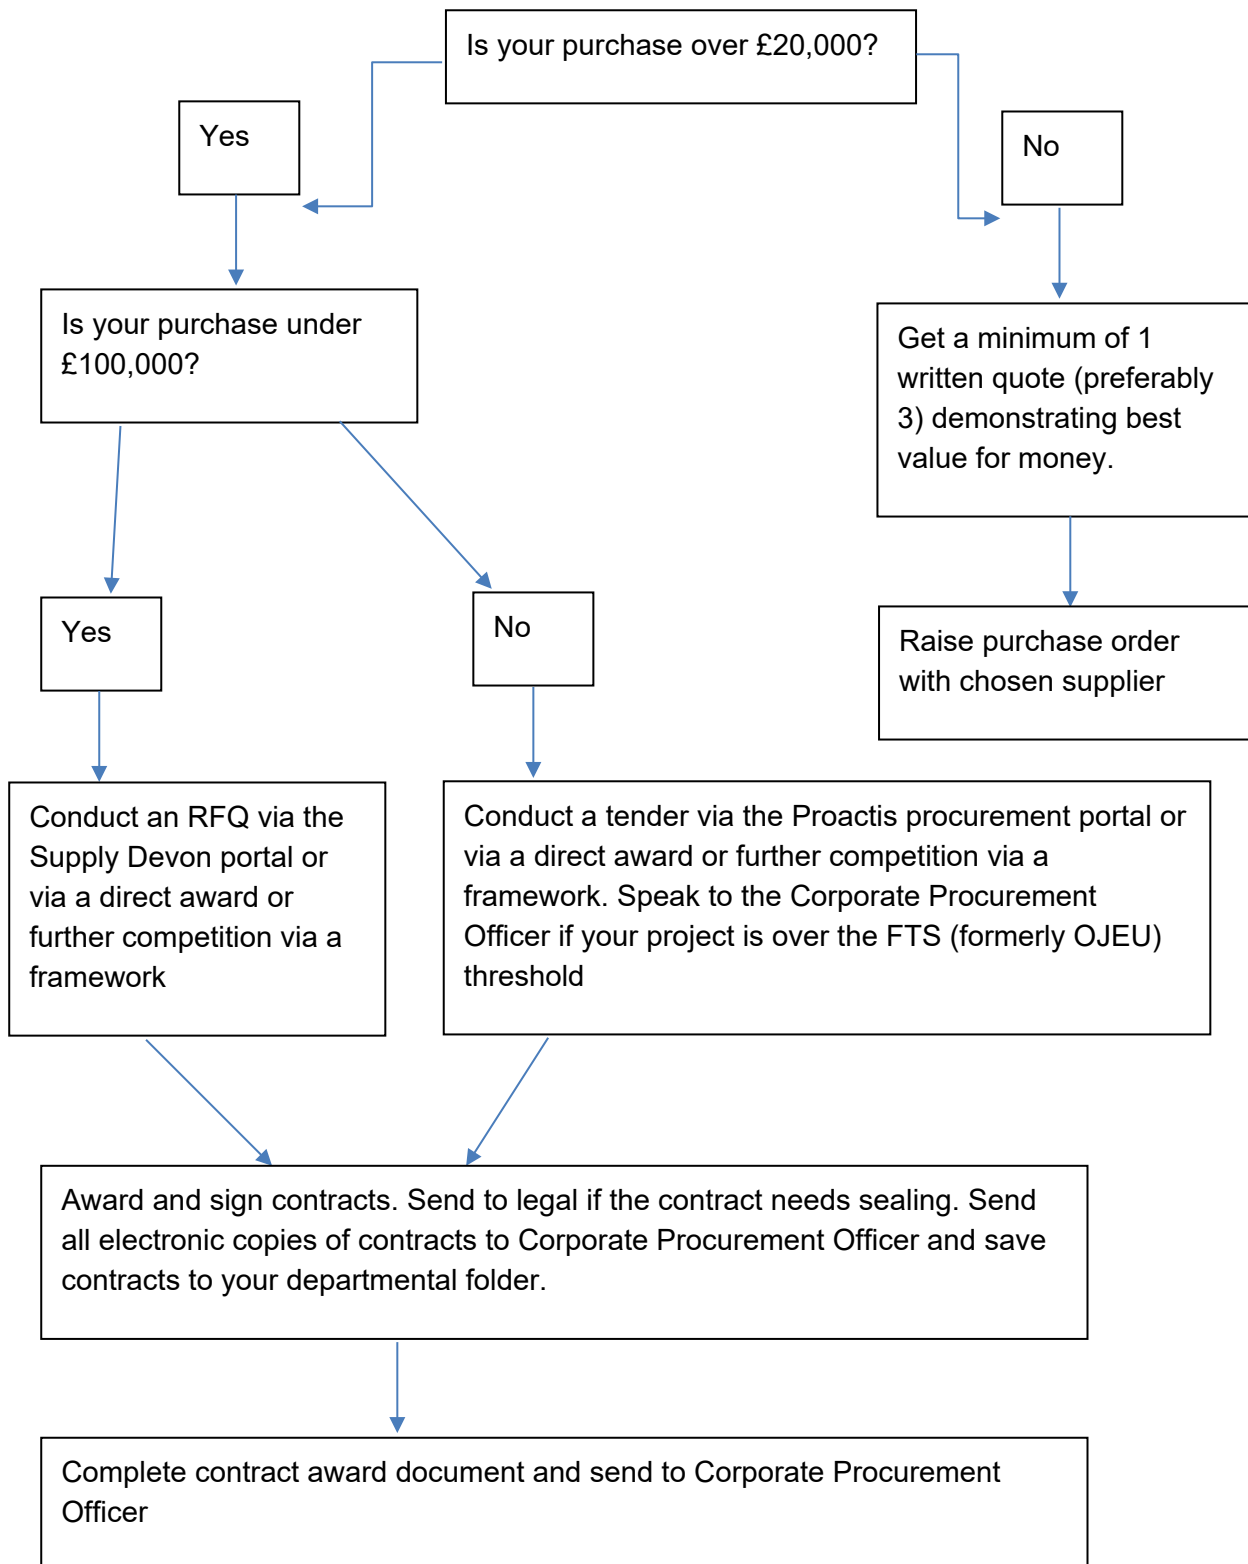 Is your purchase over £20,000?
Yes
No
Is your purchase under
£100,000?
Get a minimum of 1
written quote (preferably
3) demonstrating best
value for money.
Yes
No
Raise purchase order
with chosen supplier
Conduct an RFQ via the
Supply Devon portal or
via a direct award or
further competition via a
framework
Conduct a tender via the Proactis procurement portal or
via a direct award or further competition via a
framework. Speak to the Corporate Procurement
Officer if your project is over the FTS (formerly OJEU)
threshold
Award and sign contracts. Send to legal if the contract needs sealing. Send
all electronic copies of contracts to Corporate Procurement Officer and save
contracts to your departmental folder.
Complete contract award document and send to Corporate Procurement
Officer